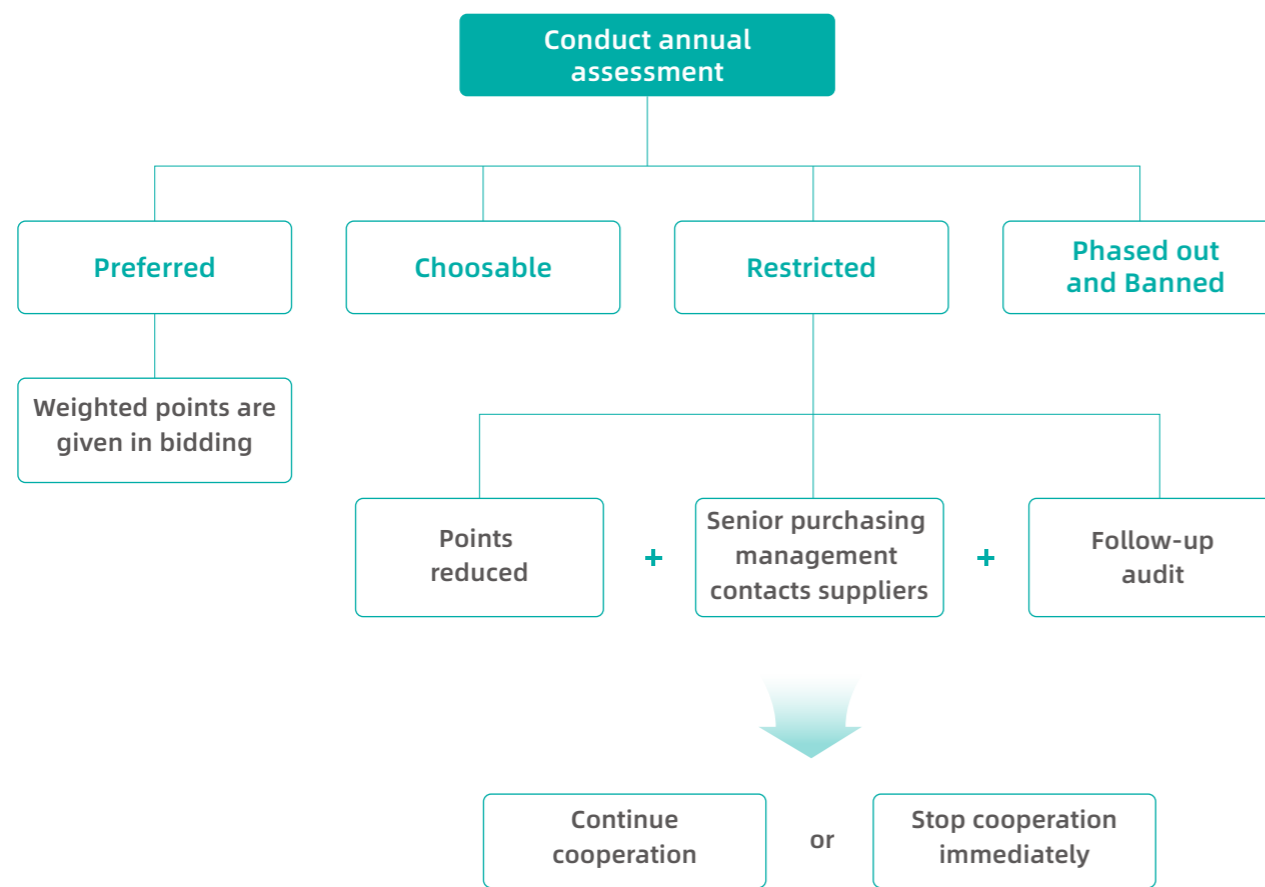 Conduct annual
assessment
Preferred
Choosable
Restricted
Phased out
and Banned
Weighted points are
given in bidding
Points
reduced
+
Senior purchasing
management
contacts suppliers
+
Follow-up
audit
Continue
cooperation
or
Stop cooperation
immediately